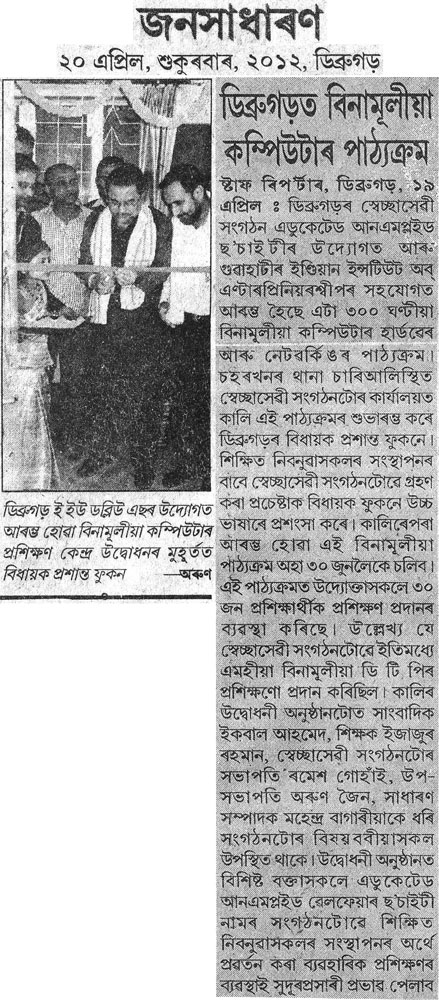 জনসাধাৰণ
২০ এপ্ৰিল, শুকুৰবাৰ, ২০১২, ডিব্ৰুগড়
ডিব্ৰুগড় ই ইউ ডব্লিউ এছৰ উদ্যোগত
আৰম্ভ হোৱা বিনামূলীয়া কম্পিউটাৰ
প্ৰশিক্ষণ কেন্দ্ৰ উদ্বোধনৰ মুহূৰ্তত
বিধায়ক প্ৰশান্ত ফুকন —অৰুণ
ডিব্ৰুগড়ত বিনামূলীয়া
কম্পিউটাৰ পাঠ্যক্ৰম
ষ্টাফ ৰিপৰ্টাৰ, ডিব্ৰুগড়, ১৯
এপ্ৰিল ঃ ডিব্ৰুগড়ৰ স্বেচ্ছাসেৱী
সংগঠন এডুকেটেড আনএমপ্লইড
ছ'চাইটীৰ উদ্যোগত আৰু
গুৱাহাটীৰ ইণ্ডিয়ান ইন্সটিউট অব্
এণ্টাৰপ্ৰিনিয়ৰশ্বীপৰ সহযোগত
আৰম্ভ হৈছে এটা ৩০০ ঘণ্টীয়া
বিনামূলীয়া কম্পিউটাৰ হাৰ্ডৱেৰ
আৰু নেটৱৰ্কিঙৰ পাঠ্যক্ৰম।
চহৰখনৰ থানা চাৰিআলিস্থিত
স্বেচ্ছাসেৱী সংগঠনটোৰ কাৰ্যালয়ত
কালি এই পাঠ্যক্ৰমৰ শুভাৰম্ভ কৰে
ডিব্ৰুগড়ৰ বিধায়ক প্ৰশান্ত ফুকনে।
শিক্ষিত নিবনুৱাসকলৰ সংস্থাপনৰ
বাবে স্বেচ্ছাসেৱী সংগঠনটোৱে গ্ৰহণ
কৰা প্ৰচেষ্টাক বিধায়ক ফুকনে উচ্চ
ভাষাৰে প্ৰশংসা কৰে। কালিৰেপৰা
আৰম্ভ হোৱা এই বিনামূলীয়া
পাঠ্যক্ৰম অহা ৩০ জুনলৈকে চলিব।
এই পাঠ্যক্ৰমত উদ্যোক্তাসকলে ৩০
জন প্ৰশিক্ষাৰ্থীক প্ৰশিক্ষণ প্ৰদানৰ
ব্যৱস্থা কৰিছে। উল্লেখ্য যে
স্বেচ্ছাসেৱী সংগঠনটোৱে ইতিমধ্যে
এমহীয়া বিনামূলীয়া ডি টি পিৰ
প্ৰশিক্ষণো প্ৰদান কৰিছিল। কালিৰ
উদ্বোধনী অনুষ্ঠানটোত সাংবাদিক
ইকবাল আহমেদ, শিক্ষক ইজাজুৰ
ৰহমান, স্বেচ্ছাসেৱী সংগঠনটোৰ
সভাপতি ৰমেশ গোহাঁই, উপ-
সভাপতি অৰুণ জৈন, সাধাৰণ
সম্পাদক মহেন্দ্ৰ বাগাৰীয়াকে ধৰি
সংগঠনটোৰ বিষয়ববীয়াসকল
উপস্থিত থাকে। উদ্বোধনী অনুষ্ঠানত
বিশিষ্ট বক্তাসকলে এডুকেটেড
আনএমপ্লইড ৱেলফেয়াৰ ছ'চাইটী
নামৰ সংগঠনটোৱে শিক্ষিত
নিবনুৱাসকলৰ সংস্থাপনৰ অৰ্থে
প্ৰৱৰ্তন কৰা ব্যৱহাৰিক প্ৰশিক্ষণৰ
ব্যৱস্থাই সুদূৰপ্ৰসাৰী প্ৰভাৱ পেলাব